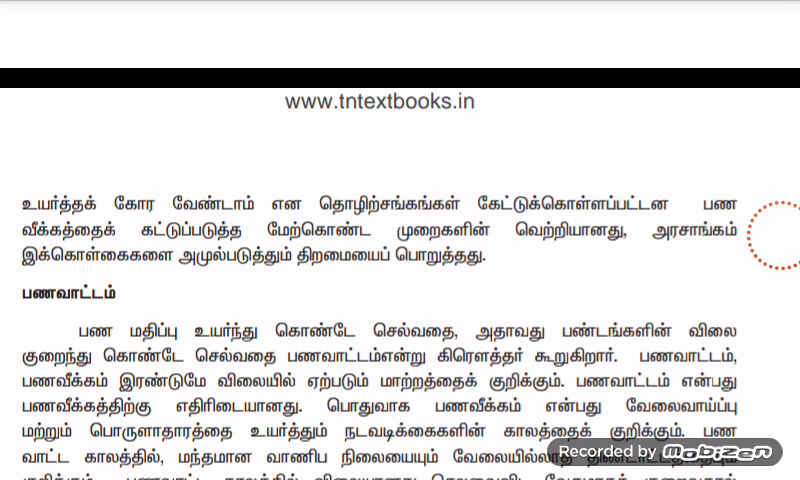 www.tntextbooks.in
உயர்த்தக் கோர வேண்டாம் என தொழிற்சங்கங்கள் கேட்டுக்கொள்ளப்பட்டன பண
வீக்கத்தைக் கட்டுப்படுத்த மேற்கொண்ட முறைகளின் வெற்றியானது, அரசாங்கம்
இக்கொள்கைகளை அமுல்படுத்தும் திறமையைப் பொறுத்தது.
பணவாட்டம்
பண மதிப்பு உயர்ந்து கொண்டே செல்வதை, அதாவது பண்டங்களின் விலை
குறைந்து கொண்டே செல்வதை பணவாட்டம்என்று கிரௌத்தர் கூறுகிறார். பணவாட்டம்,
பணவீக்கம் இரண்டுமே விலையில் ஏற்படும் மாற்றத்தைக் குறிக்கும். பணவாட்டம் என்பது
பணவீக்கத்திற்கு எதிரிடையானது. பொதுவாக பணவீக்கம் என்பது வேலைவாய்ப்பு
மற்றும் பொருளாதாரத்தை உயர்த்தும் நடவடிக்கைகளின் காலத்தைக் குறிக்கும். பண
வாட்ட காலத்தில், மந்தமான வாணிப நிலையையும்
Recorded by Mobizen